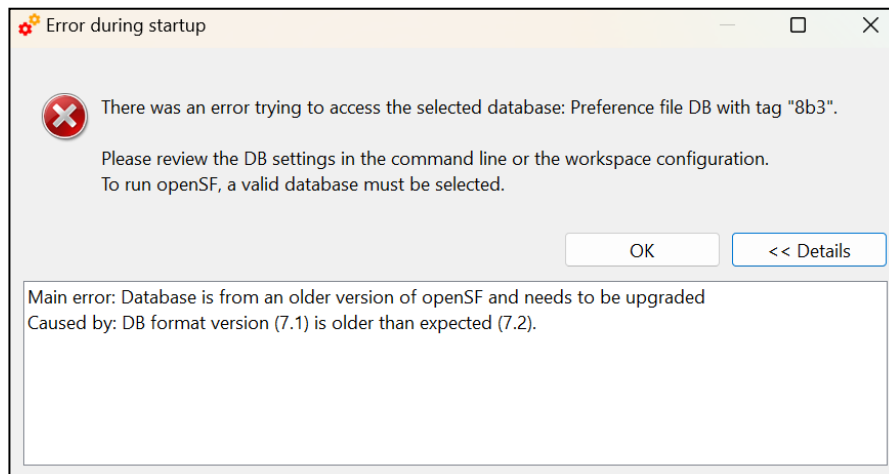 Error during startup
There was an error trying to access the selected database: Preference file DB with tag "8b3".
Please review the DB settings in the command line or the workspace configuration.
To run openSF, a valid database must be selected.
OK
<< Details
Main error: Database is from an older version of openSF and needs to be upgraded
Caused by: DB format version (7.1) is older than expected (7.2).